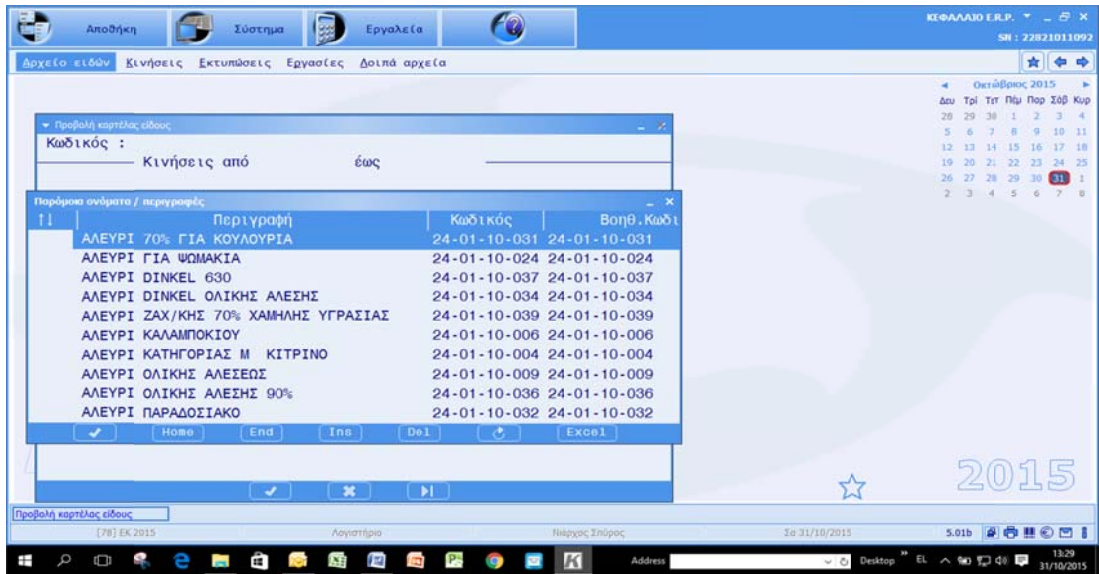 Αποθήκη Σύστημα Εργαλεία
ΚΕΦΑΛΑΙΟ E.R.P.
SN : 22821011092
Αρχείο ειδών Κινήσεις Εκτυπώσεις Εργασίες Λοιπά αρχεία
Οκτώβριος 2015
Δευ Τρί Τετ Πέμ Παρ Σάβ Κυρ
28 29 30 1 2 3 4
5 6 7 8 9 10 11
12 13 14 15 16 17 18
19 20 21 22 23 24 25
26 27 28 29 30 31 1
2 3 4 5 6 7 8
Προβολή καρτέλας είδους
Κωδικός :
Κινήσεις από έως
Παρόμοια ονόματα / περιγραφές
Περιγραφή Κωδικός Βοηθ.Κωδι
ΑΛΕΥΡΙ 70% ΓΙΑ ΚΟΥΛΟΥΡΙΑ 24-01-10-031 24-01-10-031
ΑΛΕΥΡΙ ΓΙΑ ΨΩΜΑΚΙΑ 24-01-10-024 24-01-10-024
ΑΛΕΥΡΙ DINKEL 630 24-01-10-037 24-01-10-037
ΑΛΕΥΡΙ DINKEL ΟΛΙΚΗΣ ΑΛΕΣΗΣ 24-01-10-034 24-01-10-034
ΑΛΕΥΡΙ ΖΑΧ/ΚΗΣ 70% ΧΑΜΗΛΗΣ ΥΓΡΑΣΙΑΣ 24-01-10-039 24-01-10-039
ΑΛΕΥΡΙ ΚΑΛΑΜΠΟΚΙΟΥ 24-01-10-006 24-01-10-006
ΑΛΕΥΡΙ ΚΑΤΗΓΟΡΙΑΣ Μ ΚΙΤΡΙΝΟ 24-01-10-004 24-01-10-004
ΑΛΕΥΡΙ ΟΛΙΚΗΣ ΑΛΕΣΕΩΣ 24-01-10-009 24-01-10-009
ΑΛΕΥΡΙ ΟΛΙΚΗΣ ΑΛΕΣΗΣ 90% 24-01-10-036 24-01-10-036
ΑΛΕΥΡΙ ΠΑΡΑΔΟΣΙΑΚΟ 24-01-10-032 24-01-10-032
Home End Ins Del Excel
2015
Προβολή καρτέλας είδους
[78] ΕΚ 2015 Λογιστήριο Νιαρχος Σπύρος Σα 31/10/2015 5.01b
Address Desktop EL 13:29
31/10/2015